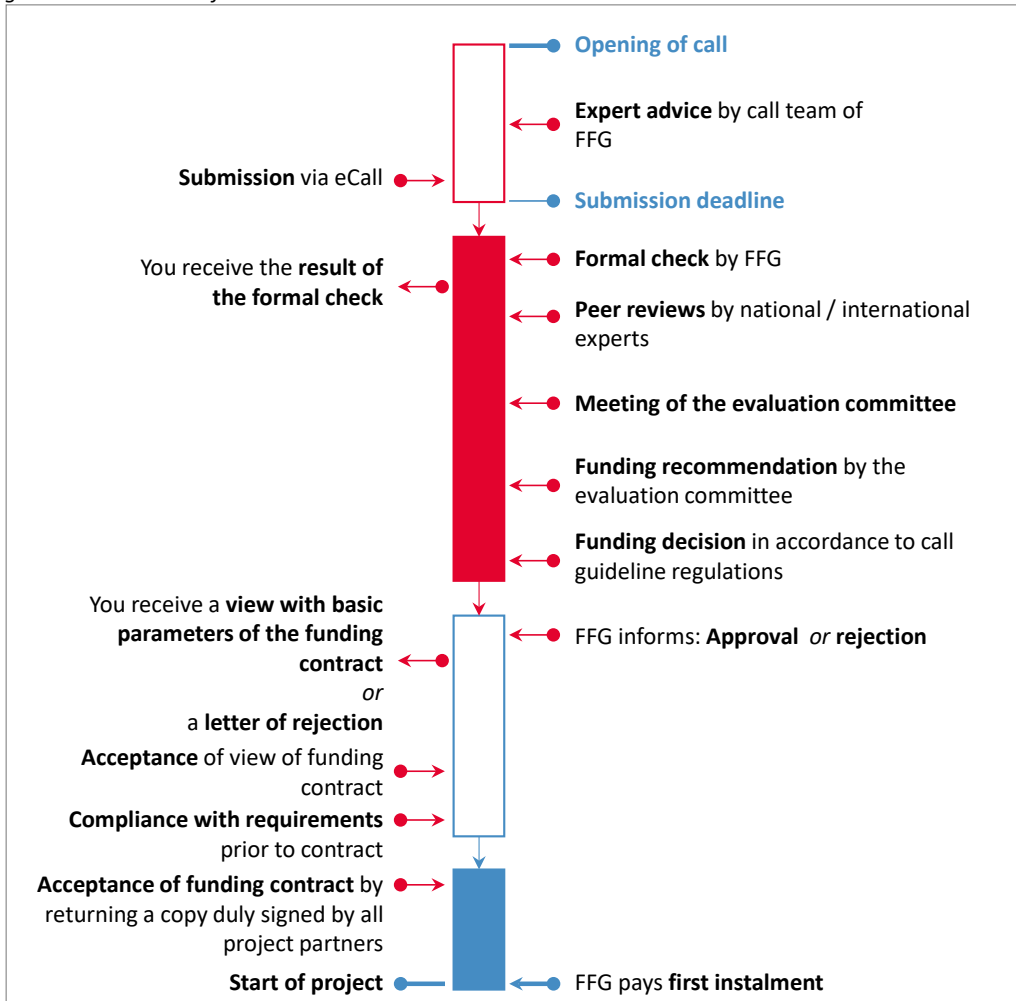 Opening of call
Expert advice by call team of
FFG
Submission via eCall
Submission deadline
Formal check by FFG
You receive the result of
the formal check
Peer reviews by national / international
experts
Meeting of the evaluation committee
Funding recommendation by the
evaluation committee
Funding decision in accordance to call
guideline regulations
You receive a view with basic
parameters of the funding
contract
or
a letter of rejection
FFG informs: Approval or rejection
Acceptance of view of funding
contract
Compliance with requirements
prior to contract
Acceptance of funding contract by
returning a copy duly signed by all
project partners
Start of project
FFG pays first instalment